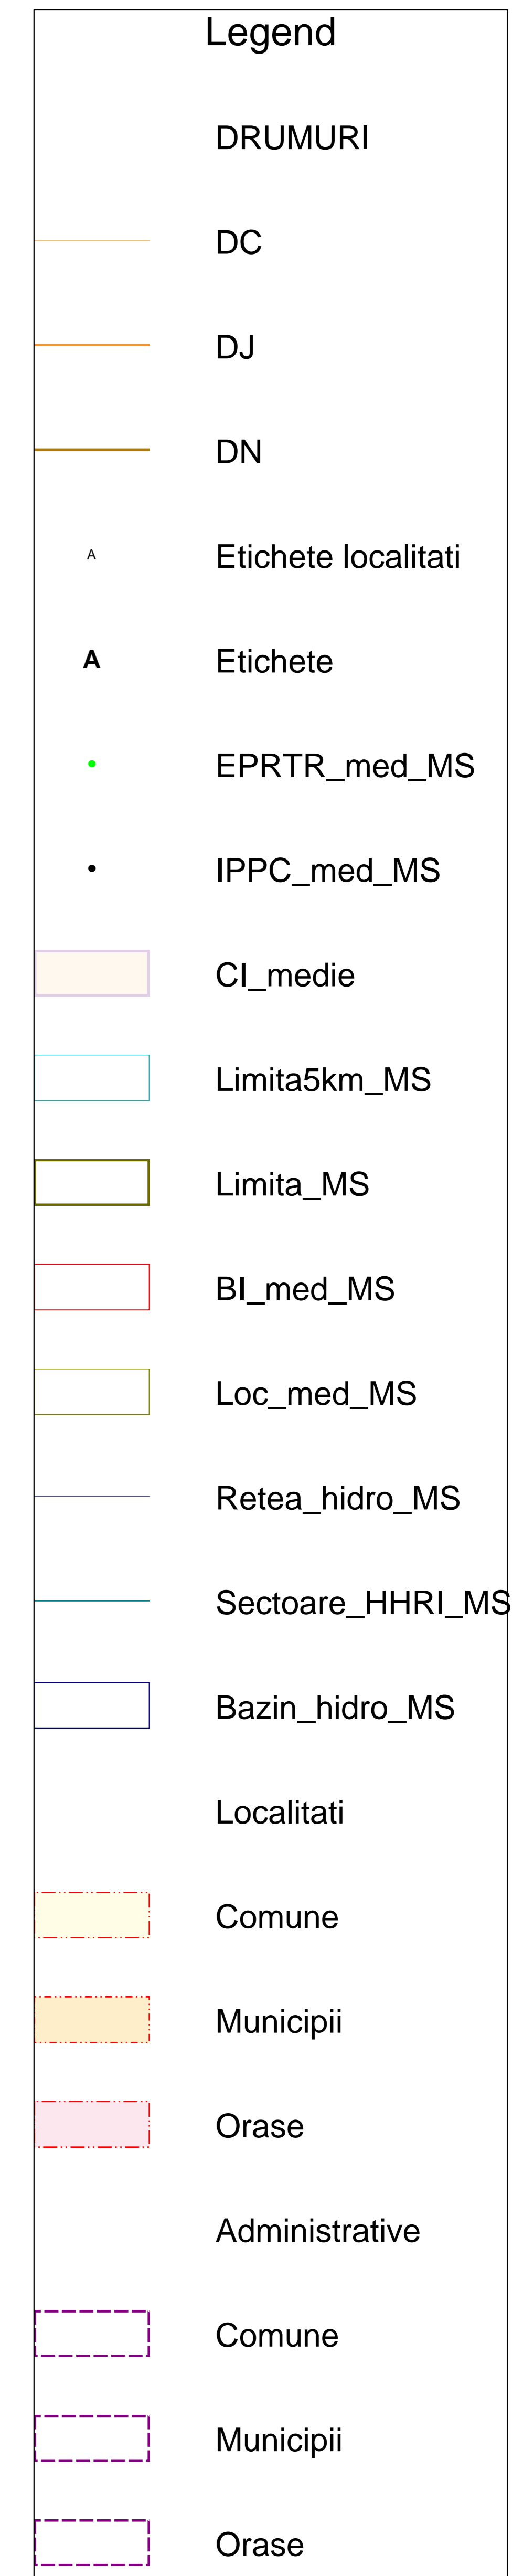 Legend
DRUMURI
DC
DJ
DN
A Etichete localitati
A Etichete
EPRTR_med_MS
IPPC_med_MS
CI_medie
Limita5km_MS
Limita_MS
BI_med_MS
Loc_med_MS
Retea_hidro_MS
Sectoare_HHRI_MS
Bazin_hidro_MS
Localitati
Comune
Municipii
Orase
Administrative
Comune
Municipii
Orase